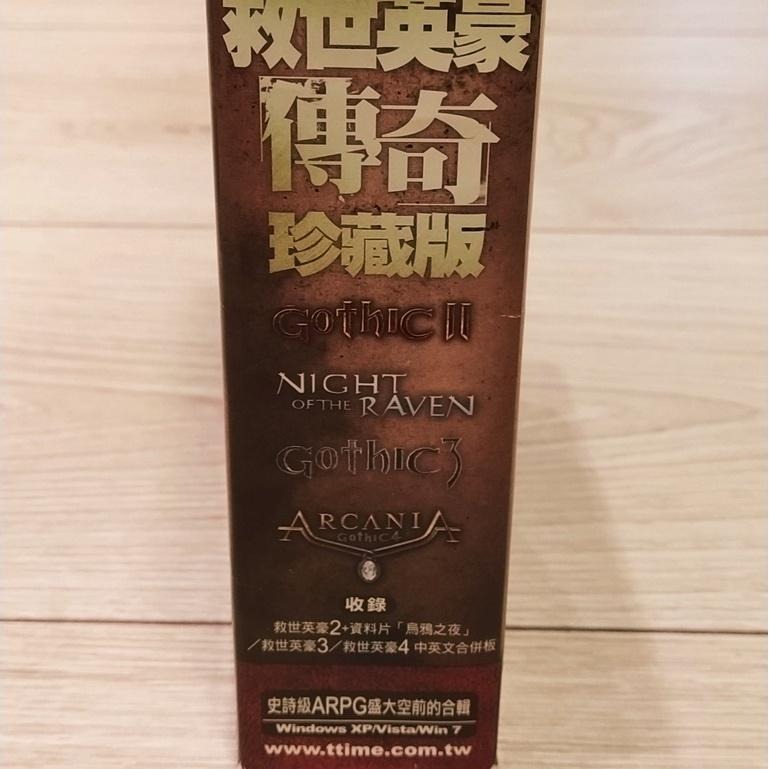 救世英豪
傳奇
珍藏版
GOTHIC II
NIGHT
OF THE RAVEN
GOTHIC 3
ARCANIA
GOTHIC 4
收錄
救世英豪2+資料片「烏鴉之夜」
／救世英豪3／救世英豪4 中英文合併板
史詩級ARPG盛大空前的合輯
Windows XP/Vista/Win 7
www.ttime.com.tw